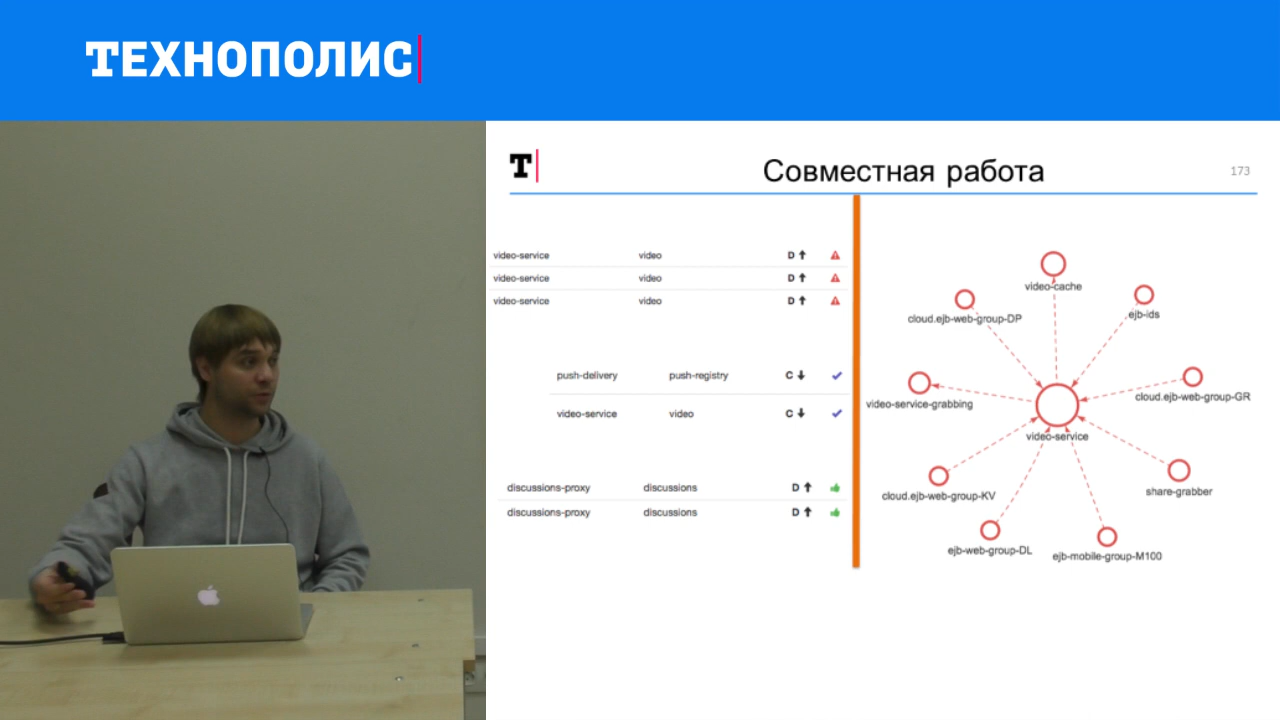 ТЕХНОПОЛИС
Т
Совместная работа
173
video-service video D
video-service video D
video-service video D
push-delivery push-registry C
video-service video C
discussions-proxy discussions D
discussions-proxy discussions D
video-cache
cloud.ejb-web-group-DP
ejb-ids
video-service-grabbing
cloud.ejb-web-group-GR
video-service
cloud.ejb-web-group-KV
share-grabber
ejb-web-group-DL
ejb-mobile-group-M100